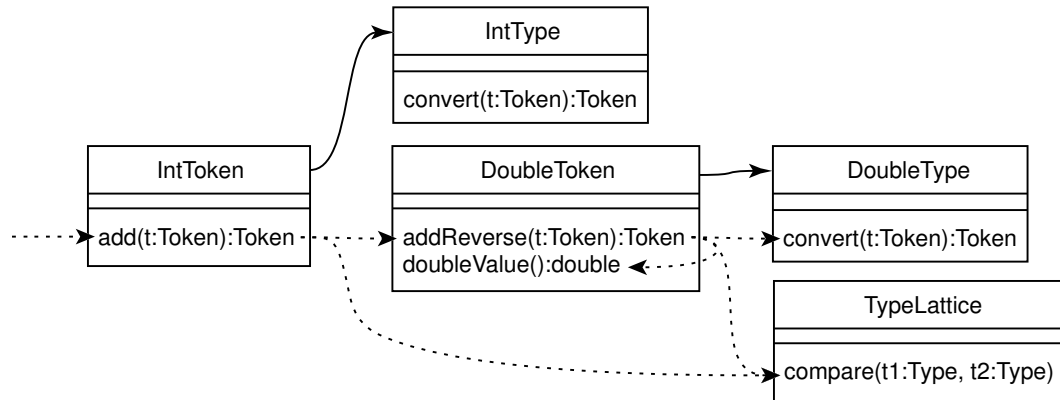 IntType
convert(t:Token):Token
IntToken
add(t:Token):Token
DoubleToken
addReverse(t:Token):Token
doubleValue():double
DoubleType
convert(t:Token):Token
TypeLattice
compare(t1:Type, t2:Type)